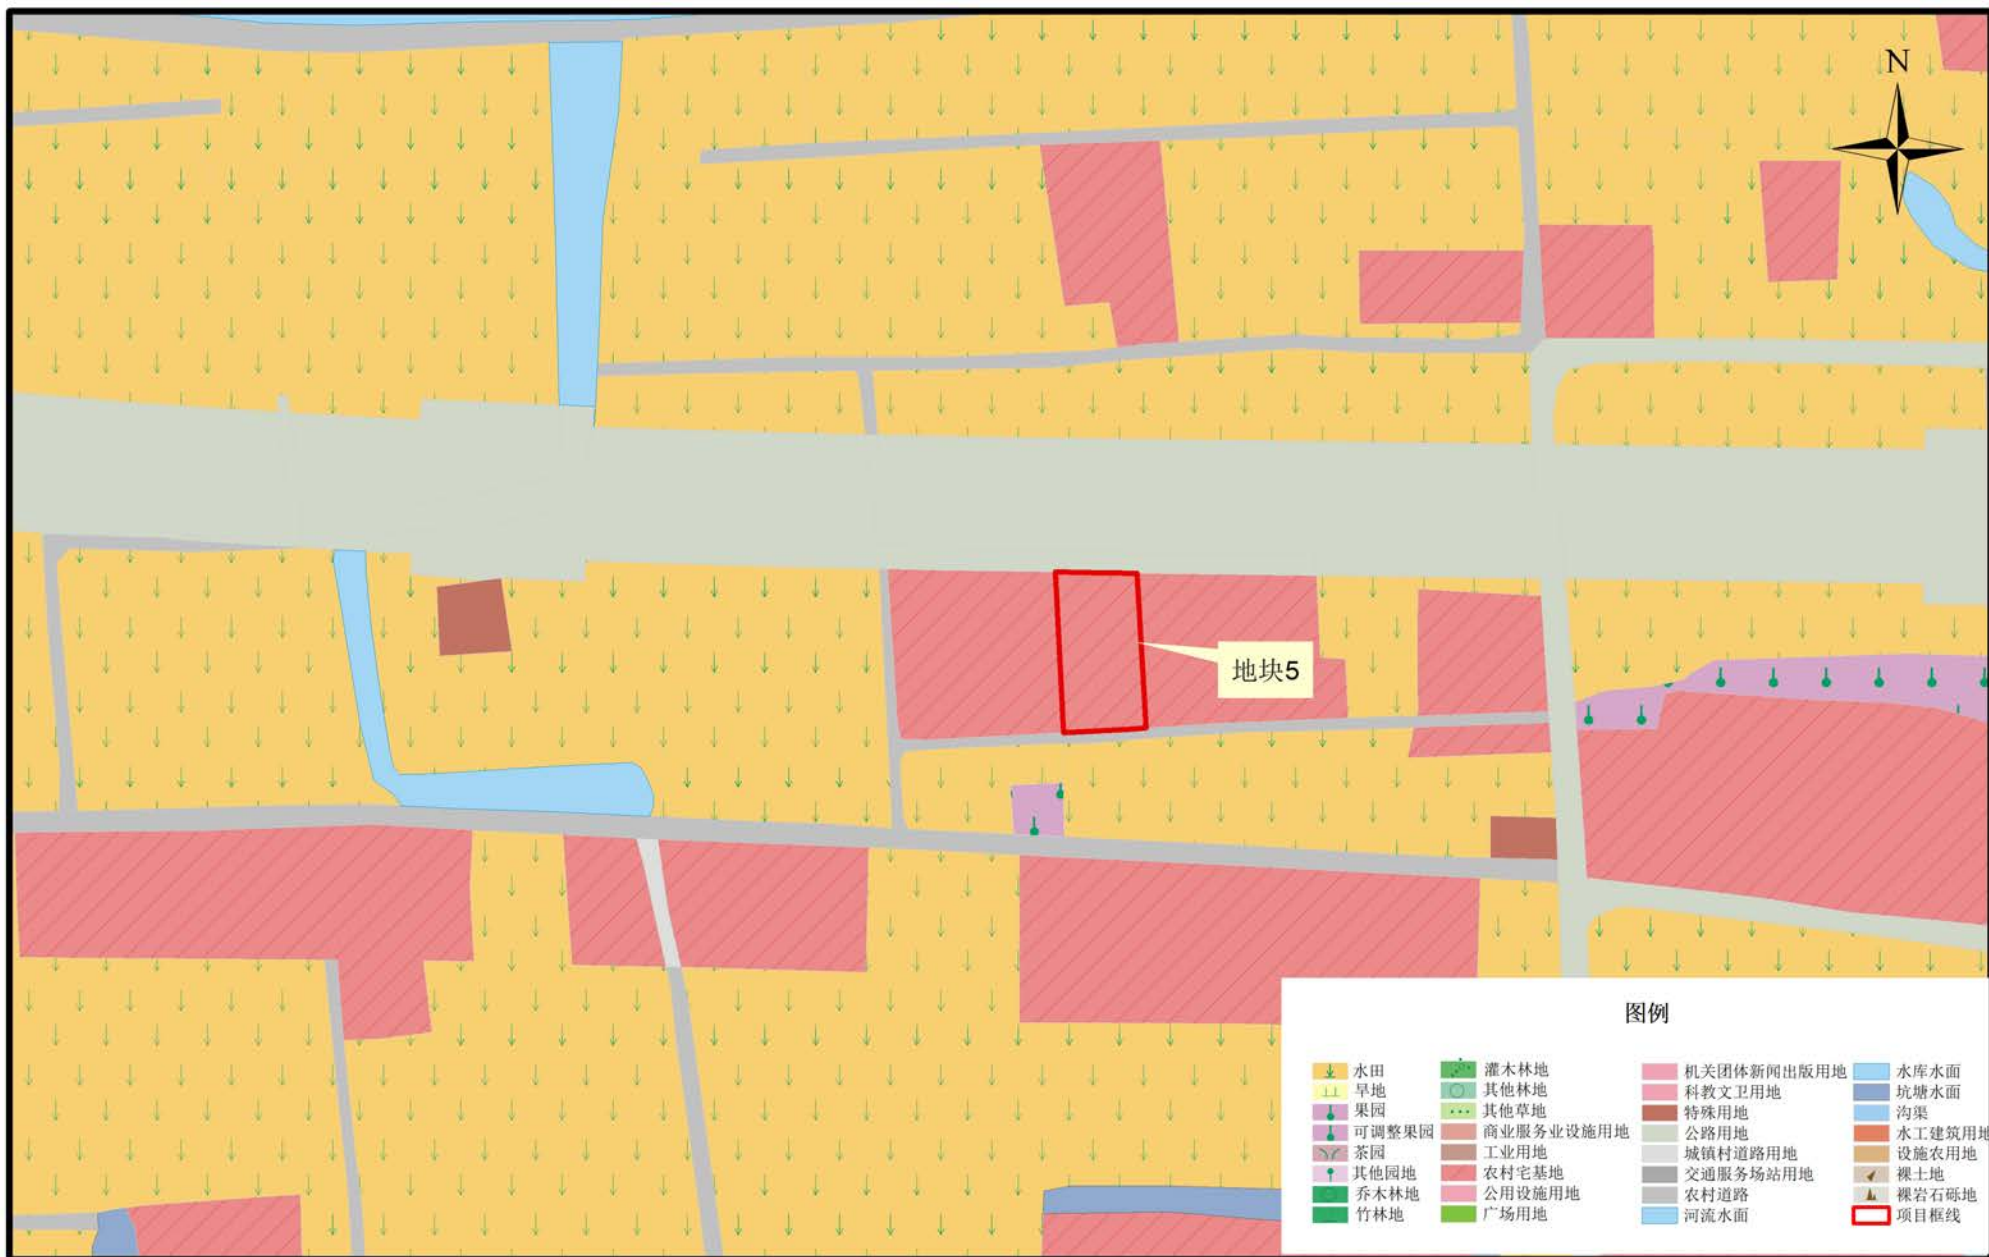 N
地块5
图例
水田
旱地
果园
可调整果园
茶园
其他园地
乔木林地
竹林地
灌木林地
其他林地
其他草地
商业服务业设施用地
工业用地
农村宅基地
公用设施用地
广场用地
机关团体新闻出版用地
科教文卫用地
特殊用地
公路用地
城镇村道路用地
交通服务场站用地
农村道路
河流水面
水库水面
坑塘水面
沟渠
水工建筑用地
设施农用地
裸土地
裸岩石砾地
项目框线